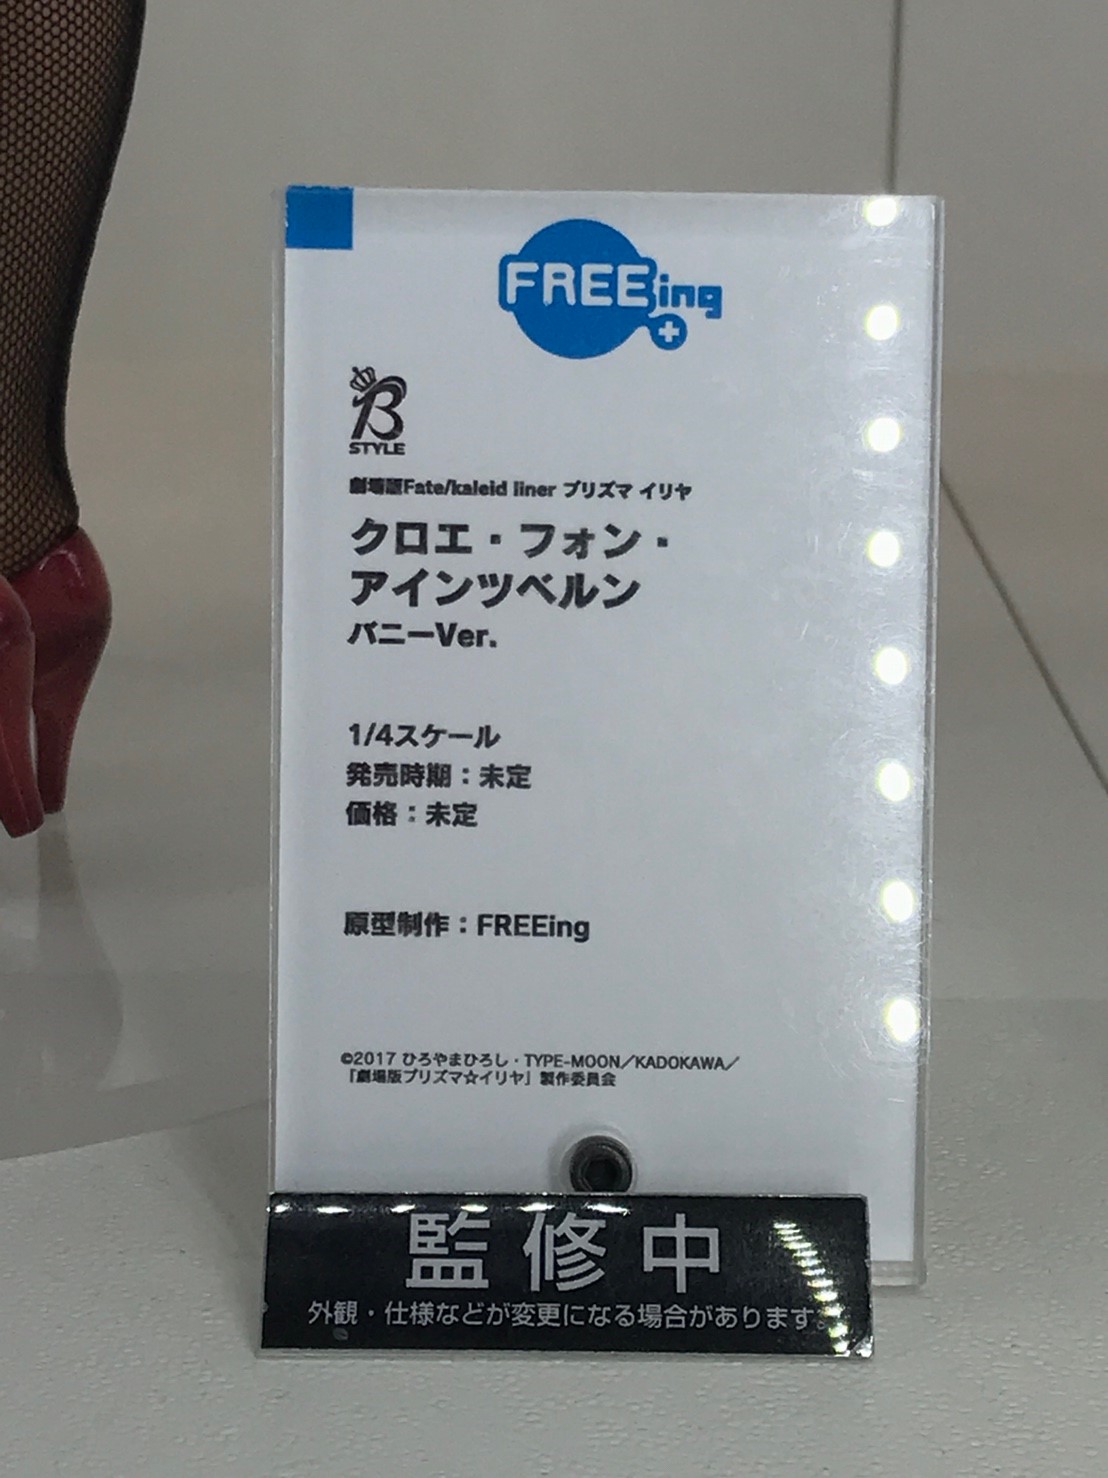 FREEing
B
STYLE
劇場版Fate/kaleid liner プリズマ イリヤ
クロエ・フォン・
アインツベルン
バニーVer.
1/4スケール
発売時期：未定
価格：未定
原型制作：FREEing
©2017 ひろやまひろし・TYPE-MOON／KADOKAWA／
「劇場版プリズマ☆イリヤ」製作委員会
監修中
外観・仕様などが変更になる場合があります。